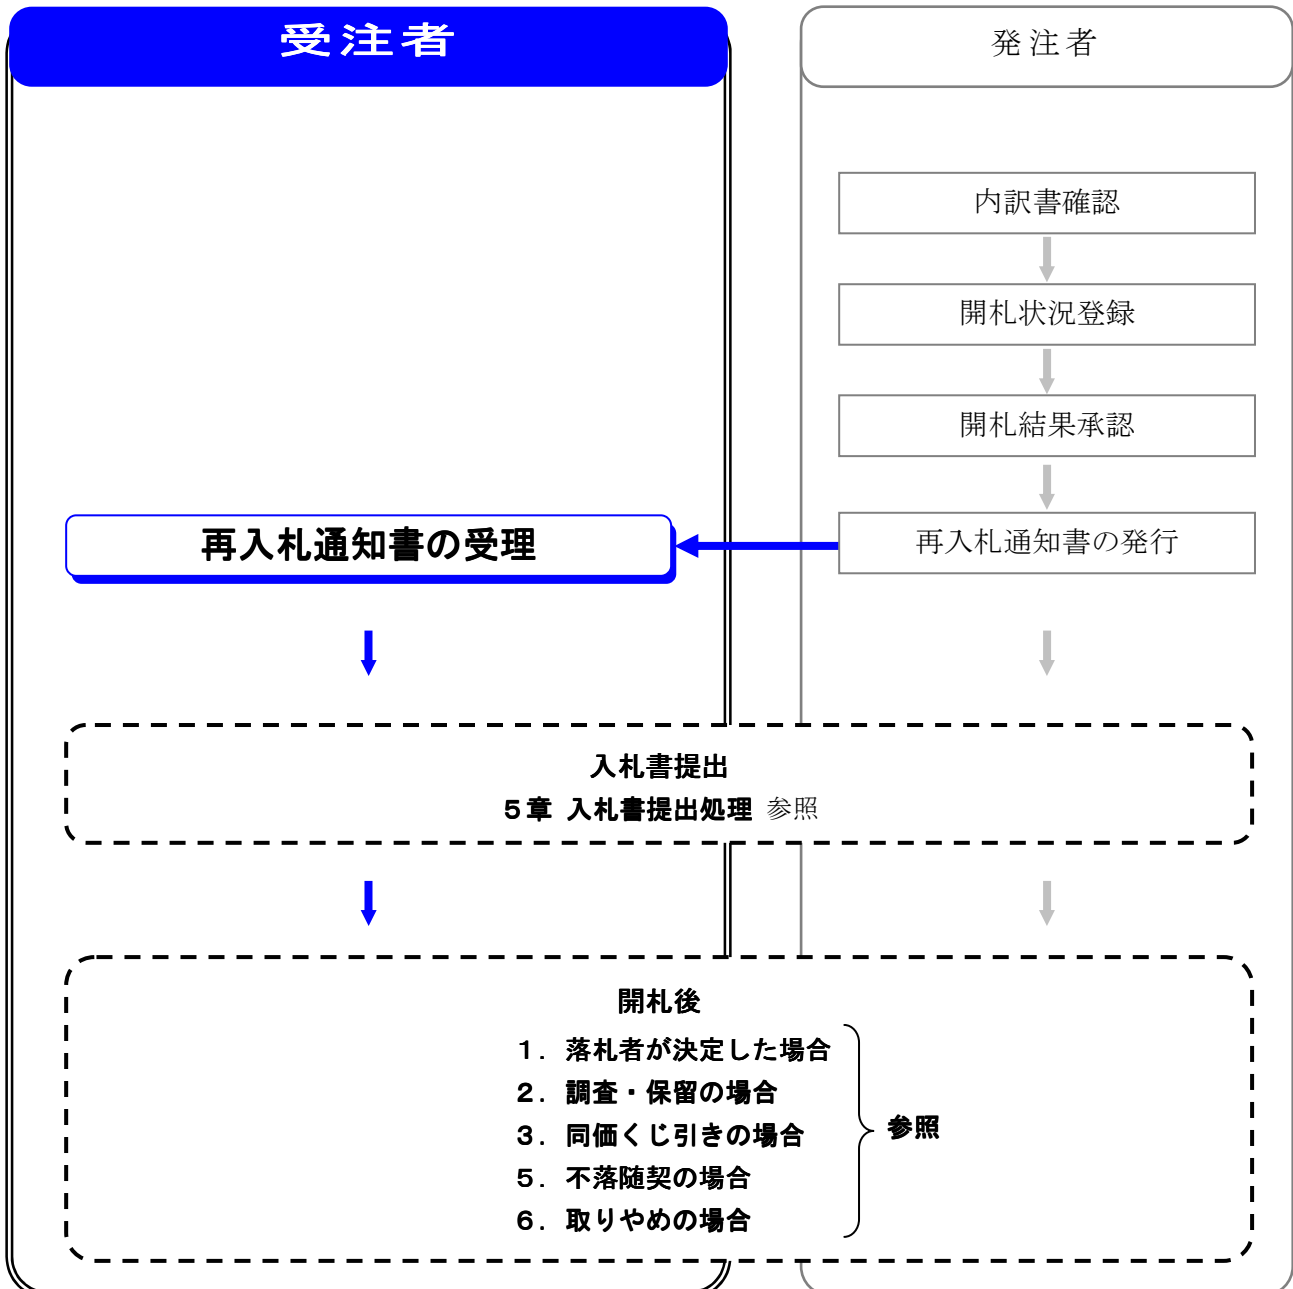 受注者
発注者
内訳書確認
開札状況登録
開札結果承認
再入札通知書の受理
再入札通知書の発行
入札書提出
５章 入札書提出処理 参照
開札後
１．落札者が決定した場合
２．調査・保留の場合
３．同価くじ引きの場合
参照
５．不落随契の場合
６．取りやめの場合